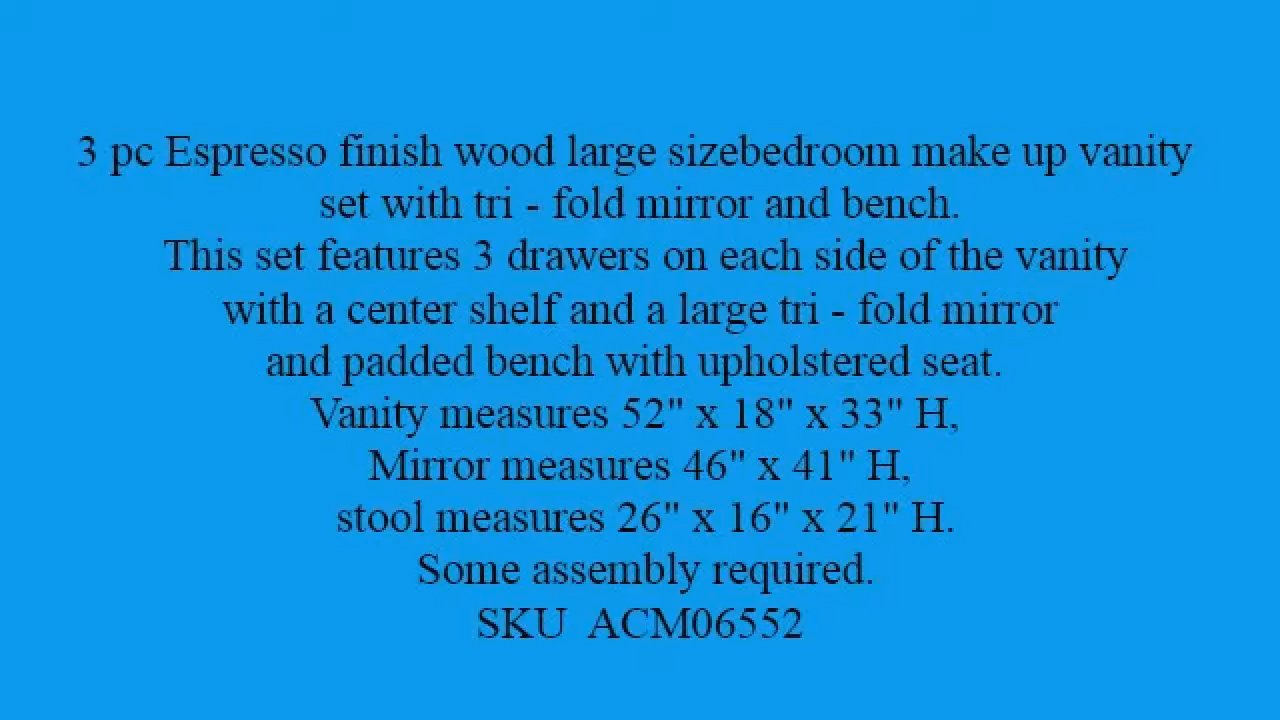 3 pc Espresso finish wood large sizebedroom make up vanity
set with tri - fold mirror and bench.
This set features 3 drawers on each side of the vanity
with a center shelf and a large tri - fold mirror
and padded bench with upholstered seat.
Vanity measures 52" x 18" x 33" H,
Mirror measures 46" x 41" H,
stool measures 26" x 16" x 21" H.
Some assembly required.
SKU  ACM06552